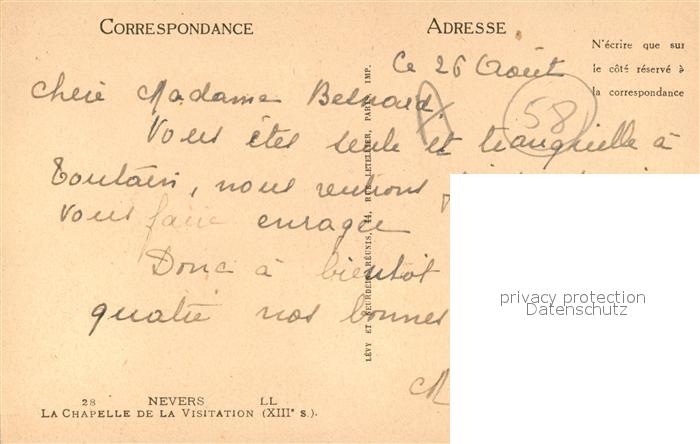 CORRESPONDANCE
ADRESSE
N'écrire que sur
le côté réservé à
la correspondance
Ce 26 Août
58
Chère Madame Besnard,
Vous êtes seule et tranquille à
Toutain, nous rentrons
vous faire enrager
Donc à bientôt
quatre nos bonnes
LÉVY ET NEURDEIN RÉUNIS, 44, RUE LETELLIER, PARIS, IMP.
privacy protection
Datenschutz
28 NEVERS LL
LA CHAPELLE DE LA VISITATION (XIIIe s.).